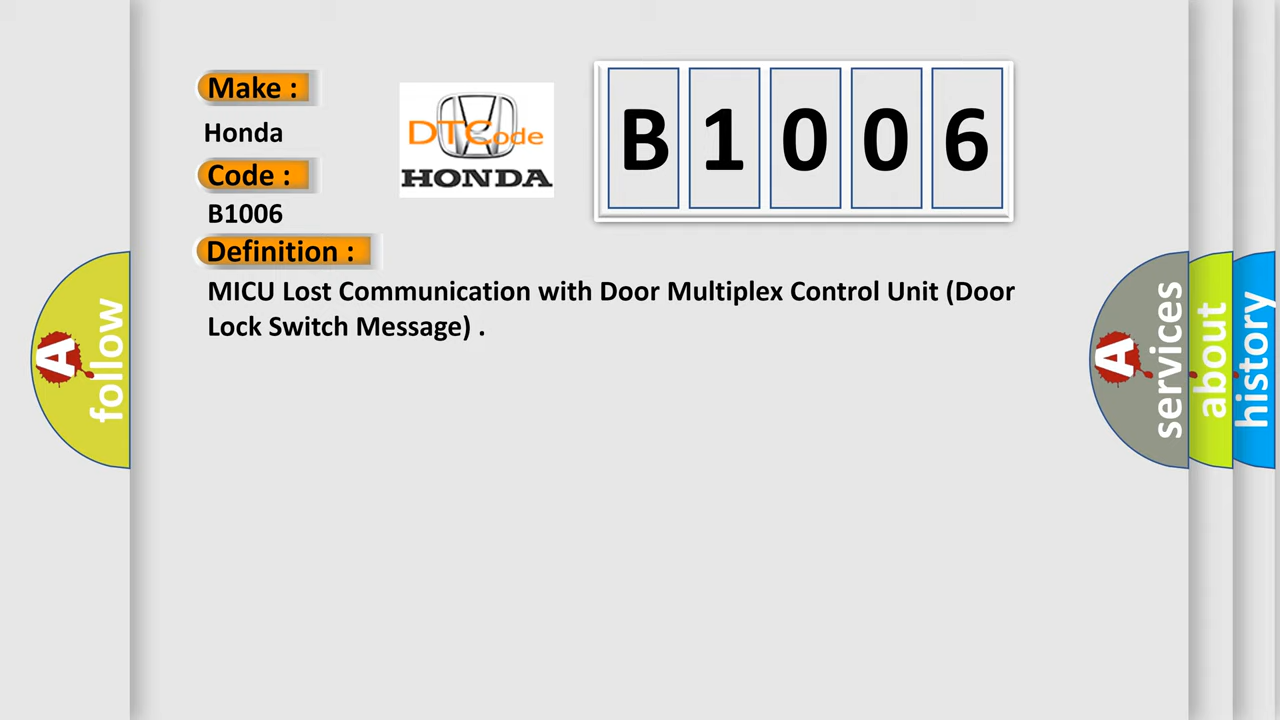 Make :
Honda
Code :
B1006
Definition :
MICU Lost Communication with Door Multiplex Control Unit (Door
Lock Switch Message) .
DTCode
HONDA
B 1 0 0 6
A
follow
A
services
about
history